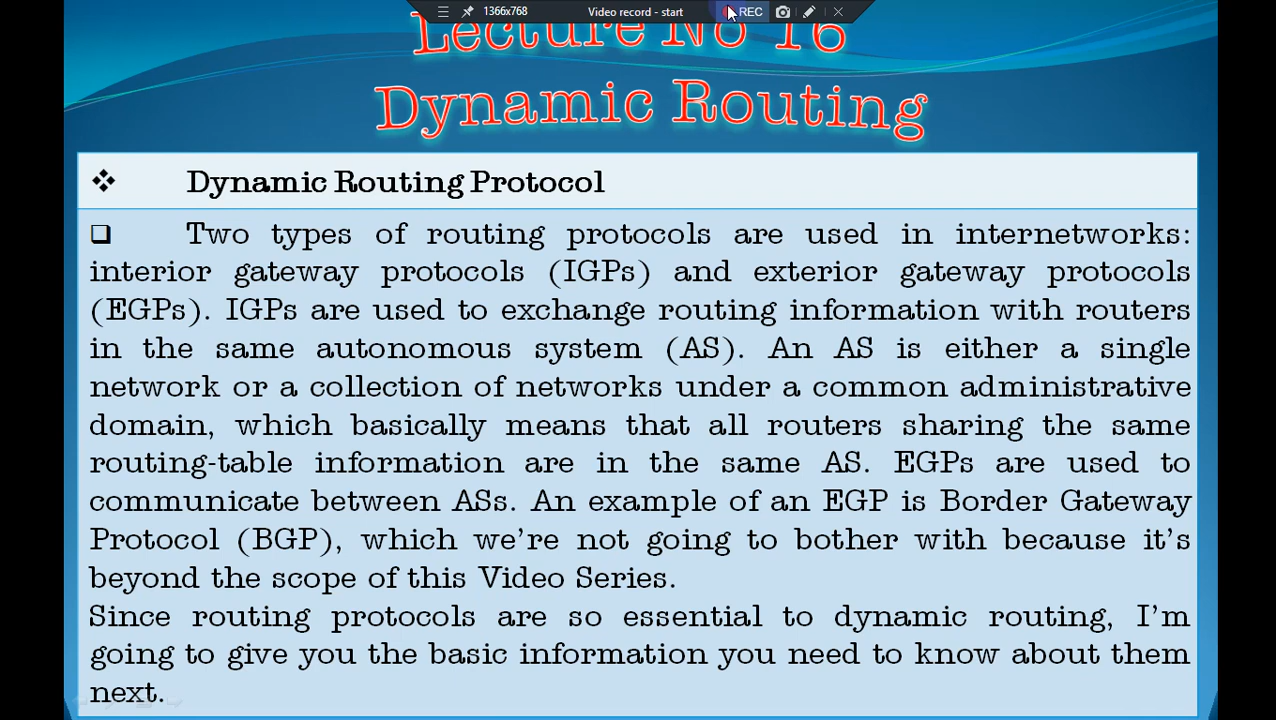 1366x768 Video record - start REC
Lecture No 16
Dynamic Routing
Dynamic Routing Protocol
Two types of routing protocols are used in internetworks:
interior gateway protocols (IGPs) and exterior gateway protocols
(EGPs). IGPs are used to exchange routing information with routers
in the same autonomous system (AS). An AS is either a single
network or a collection of networks under a common administrative
domain, which basically means that all routers sharing the same
routing-table information are in the same AS. EGPs are used to
communicate between ASs. An example of an EGP is Border Gateway
Protocol (BGP), which we’re not going to bother with because it’s
beyond the scope of this Video Series.
Since routing protocols are so essential to dynamic routing, I’m
going to give you the basic information you need to know about them
next.